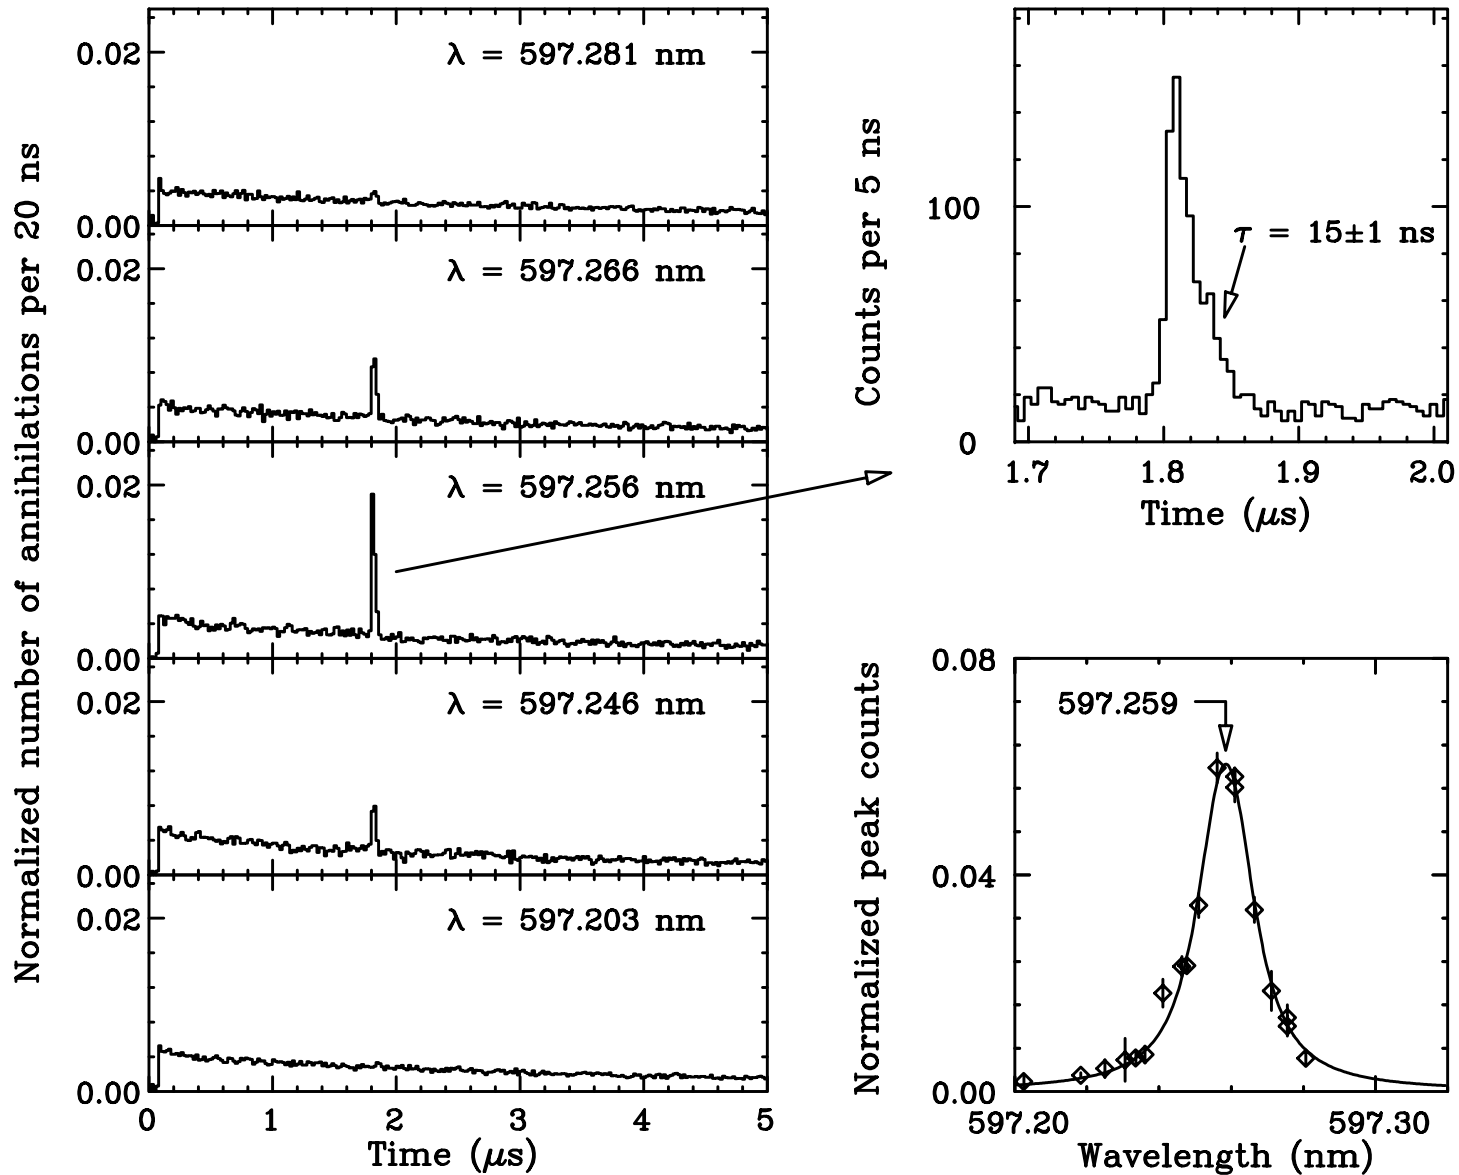 Normalized number of annihilations per 20 ns
0.02
λ = 597.281 nm
0.00
0.02
λ = 597.266 nm
0.00
0.02
λ = 597.256 nm
0.00
0.02
λ = 597.246 nm
0.00
0.02
λ = 597.203 nm
0.00
0 1 2 3 4 5
Time (μs)
Counts per 5 ns
100
τ = 15±1 ns
0
1.7 1.8 1.9 2.0
Time (μs)
Normalized peak counts
0.08
597.259
0.04
0.00
597.20 597.30
Wavelength (nm)